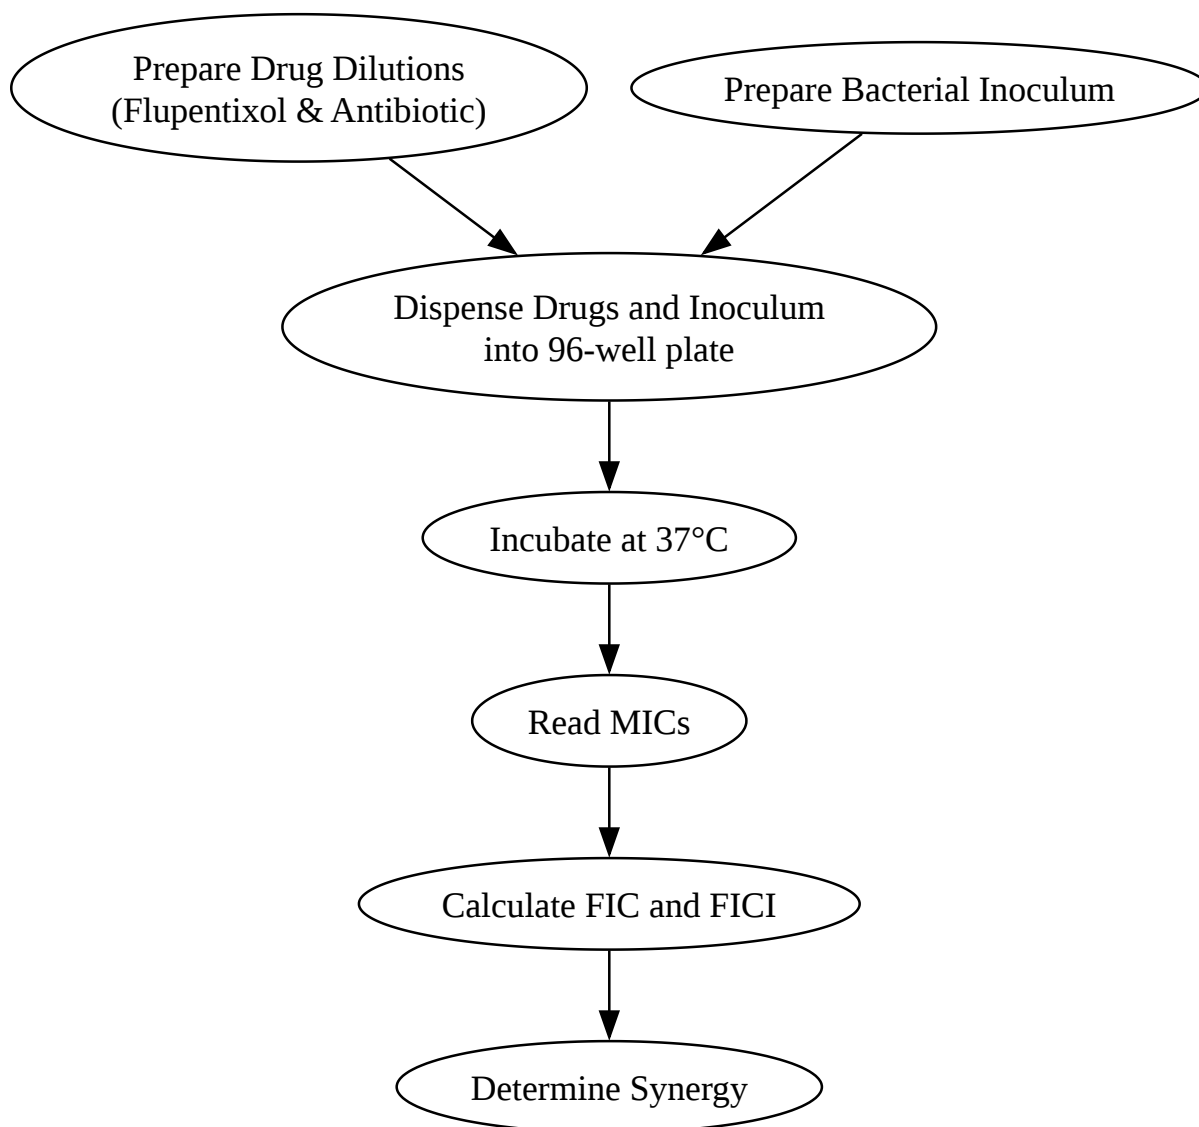 Prepare Drug Dilutions
(Flupentixol & Antibiotic)
Prepare Bacterial Inoculum
Dispense Drugs and Inoculum
into 96-well plate
Incubate at 37°C
Read MICs
Calculate FIC and FICI
Determine Synergy